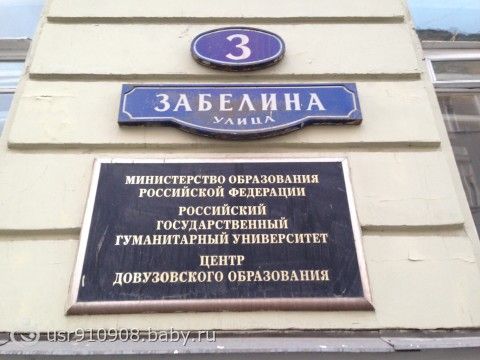 3
ЗАБЕЛИНА
УЛИЦА
МИНИСТЕРСТВО ОБРАЗОВАНИЯ
РОССИЙСКОЙ ФЕДЕРАЦИИ
РОССИЙСКИЙ
ГОСУДАРСТВЕННЫЙ
ГУМАНИТАРНЫЙ УНИВЕРСИТЕТ
ЦЕНТР
ДОВУЗОВСКОГО ОБРАЗОВАНИЯ
usr910908.baby.ru